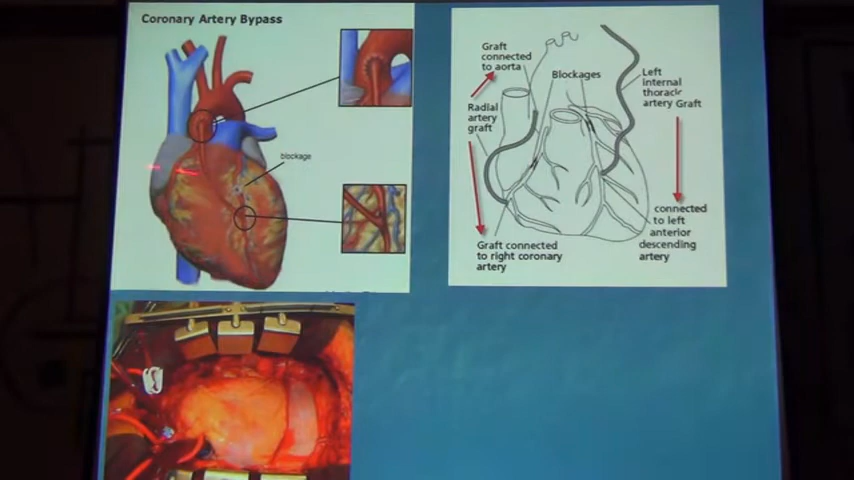 Coronary Artery Bypass
blockage
Graft
connected
to aorta
Blockages
Left
internal
thoracic
artery Graft
Radial
artery
graft
connected
to left
anterior
descending
artery
Graft connected
to right coronary
artery